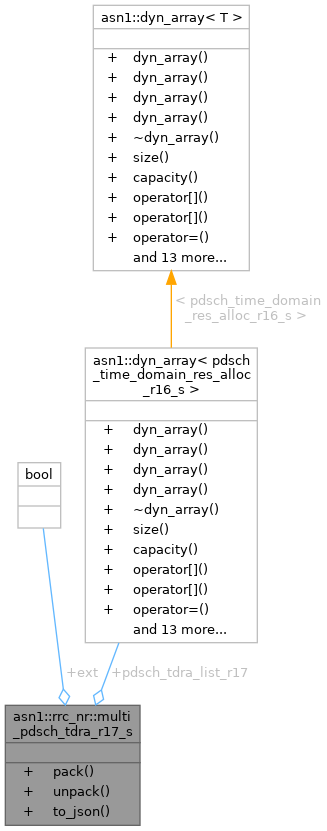 asn1::dyn_array< T >
+ dyn_array()
+ dyn_array()
+ dyn_array()
+ dyn_array()
+ ~dyn_array()
+ size()
+ capacity()
+ operator[]()
+ operator[]()
+ operator=()
and 13 more...
< pdsch_time_domain
_res_alloc_r16_s >
asn1::dyn_array< pdsch
_time_domain_res_alloc
_r16_s >
+ dyn_array()
+ dyn_array()
+ dyn_array()
+ dyn_array()
+ ~dyn_array()
+ size()
+ capacity()
+ operator[]()
+ operator[]()
+ operator=()
and 13 more...
bool
+ext
+pdsch_tdra_list_r17
asn1::rrc_nr::multi
_pdsch_tdra_r17_s
+ pack()
+ unpack()
+ to_json()